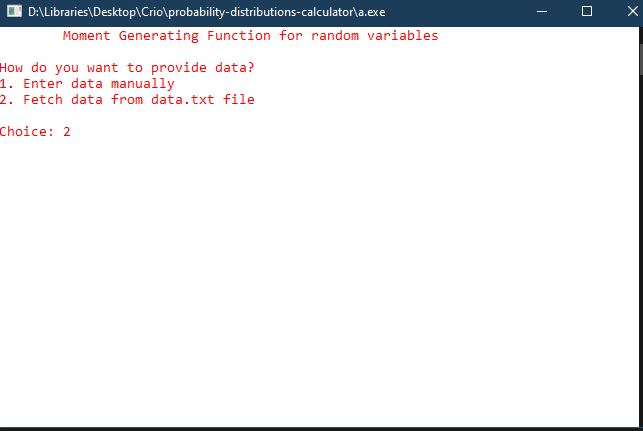 D:\Libraries\Desktop\Crio\probability-distributions-calculator\a.exe
Moment Generating Function for random variables
How do you want to provide data?
1. Enter data manually
2. Fetch data from data.txt file
Choice: 2